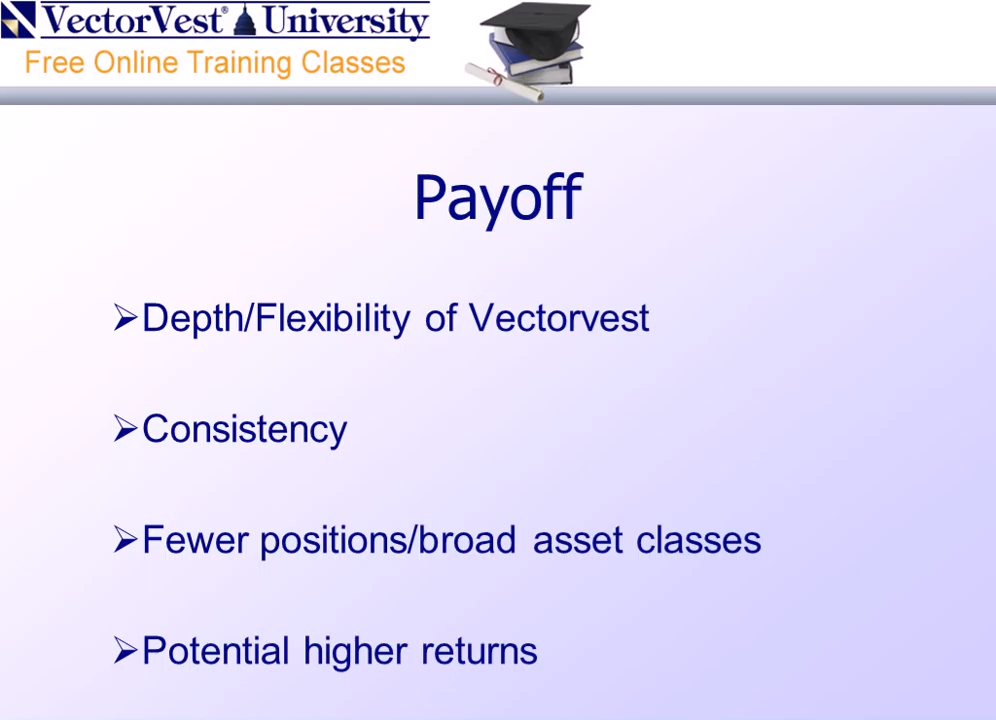 VectorVest® University
Free Online Training Classes
Payoff
➢Depth/Flexibility of Vectorvest
➢Consistency
➢Fewer positions/broad asset classes
➢Potential higher returns